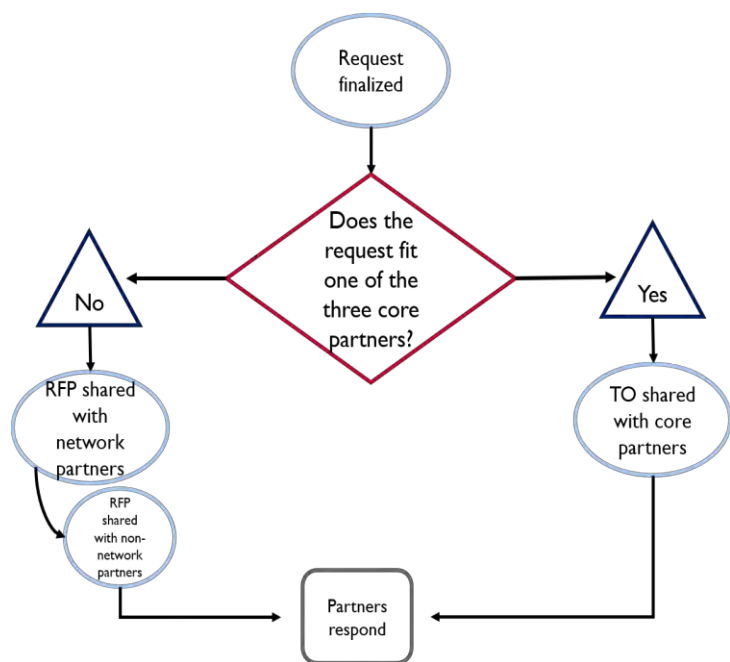 Request
finalized
Does the
request fit
one of the
three core
partners?
No
Yes
RFP shared
with
network
partners
TO shared
with core
partners
RFP
shared
with non-
network
partners
Partners
respond